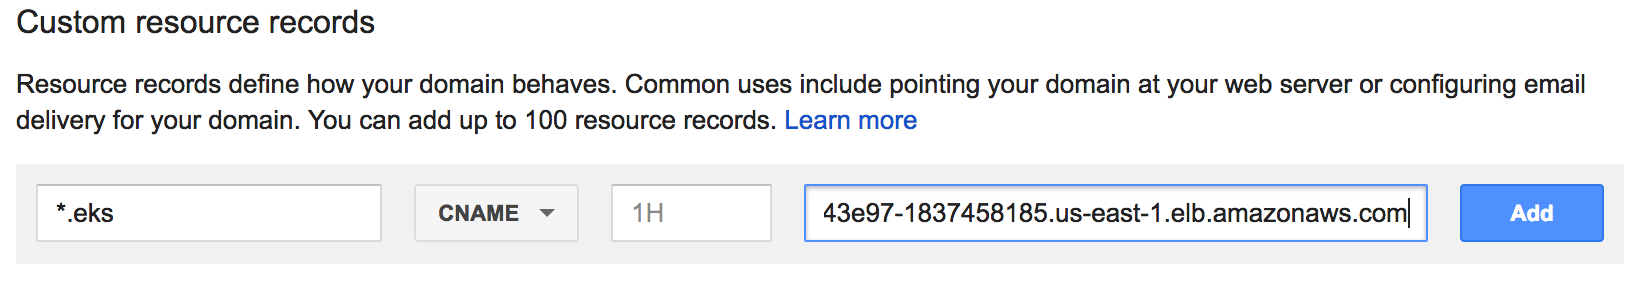 Custom resource records
Resource records define how your domain behaves. Common uses include pointing your domain at your web server or configuring email
delivery for your domain. You can add up to 100 resource records. Learn more
*.eks CNAME 1H 43e97-1837458185.us-east-1.elb.amazonaws.com Add